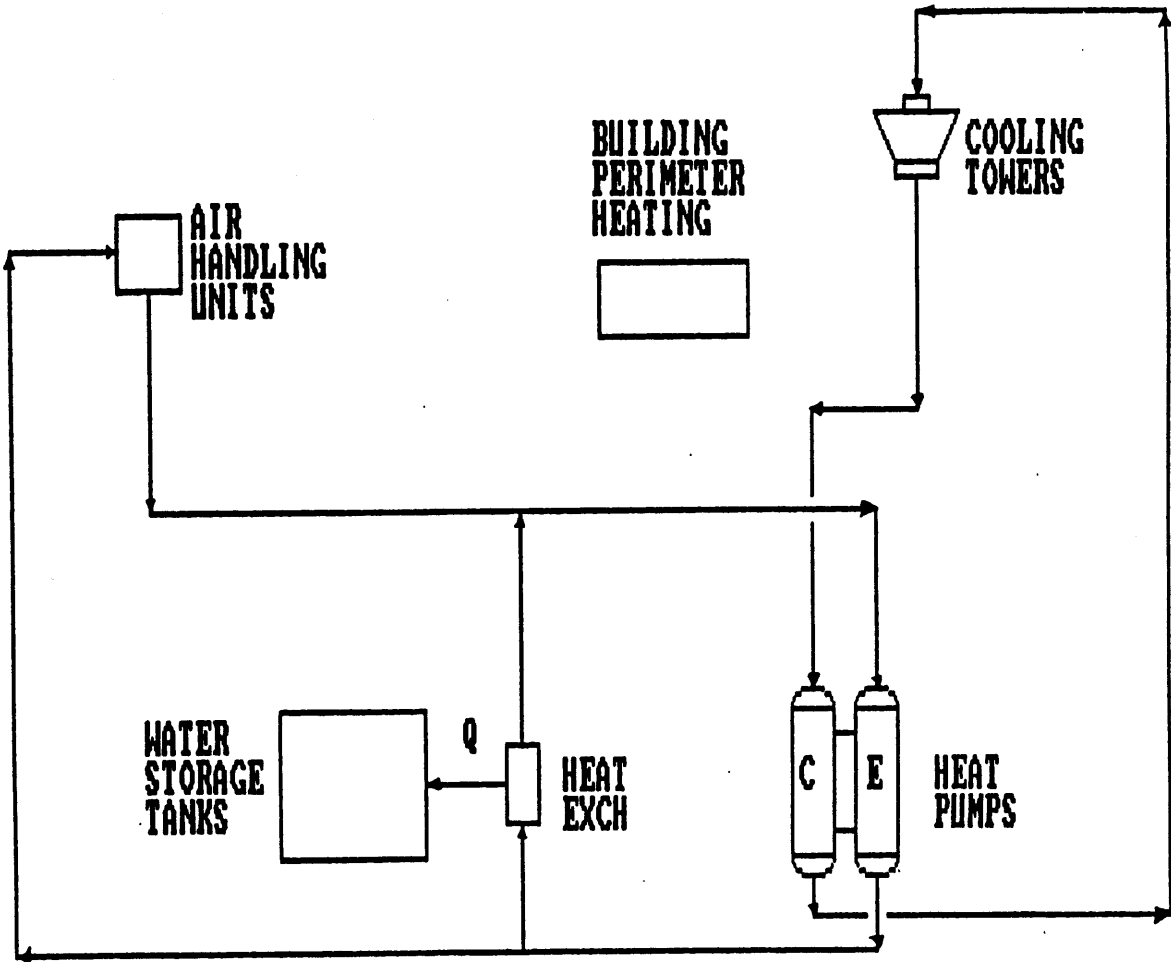 BUILDING
PERIMETER
HEATING
COOLING
TOWERS
AIR
HANDLING
UNITS
WATER
STORAGE
TANKS
Q
HEAT
EXCH
C
E
HEAT
PUMPS